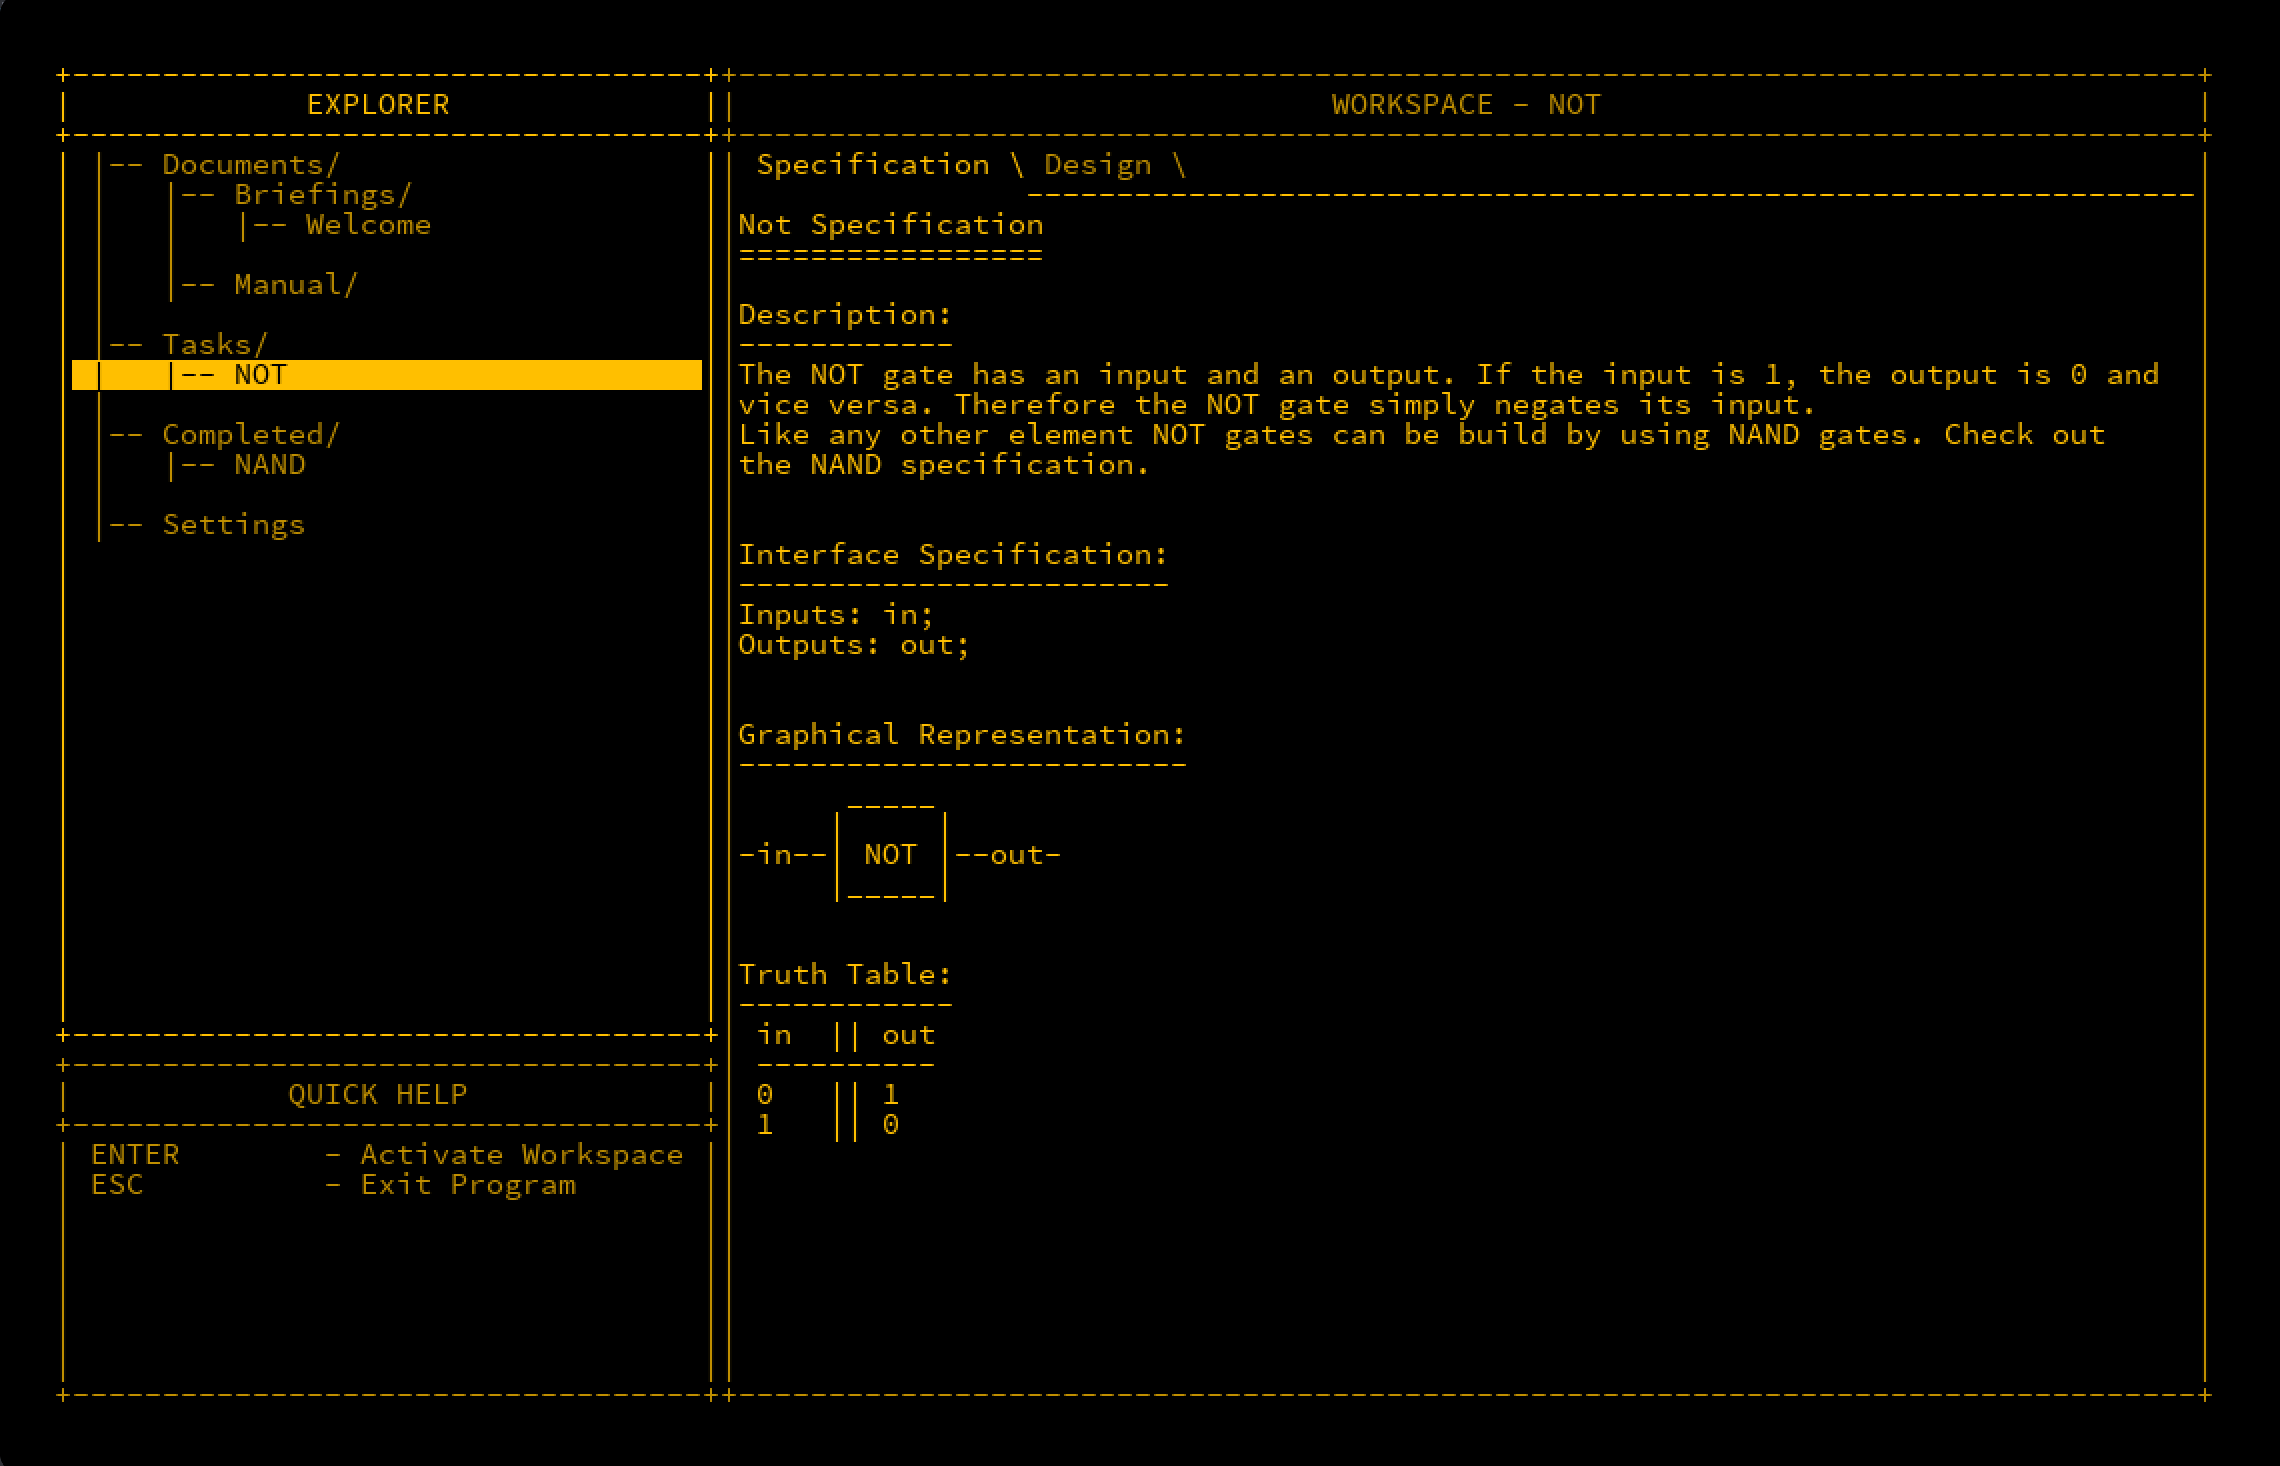 EXPLORER
|-- Documents/
|-- Briefings/
|-- Welcome
|-- Manual/
|-- Tasks/
|-- NOT
|-- Completed/
|-- NAND
|-- Settings
QUICK HELP
ENTER - Activate Workspace
ESC - Exit Program
WORKSPACE - NOT
Specification \ Design \
Not Specification
=================
Description:
------------
The NOT gate has an input and an output. If the input is 1, the output is 0 and
vice versa. Therefore the NOT gate simply negates its input.
Like any other element NOT gates can be build by using NAND gates. Check out
the NAND specification.
Interface Specification:
------------------------
Inputs: in;
Outputs: out;
Graphical Representation:
-------------------------
-in--| NOT |--out-
Truth Table:
------------
in || out
----------
0 || 1
1 || 0